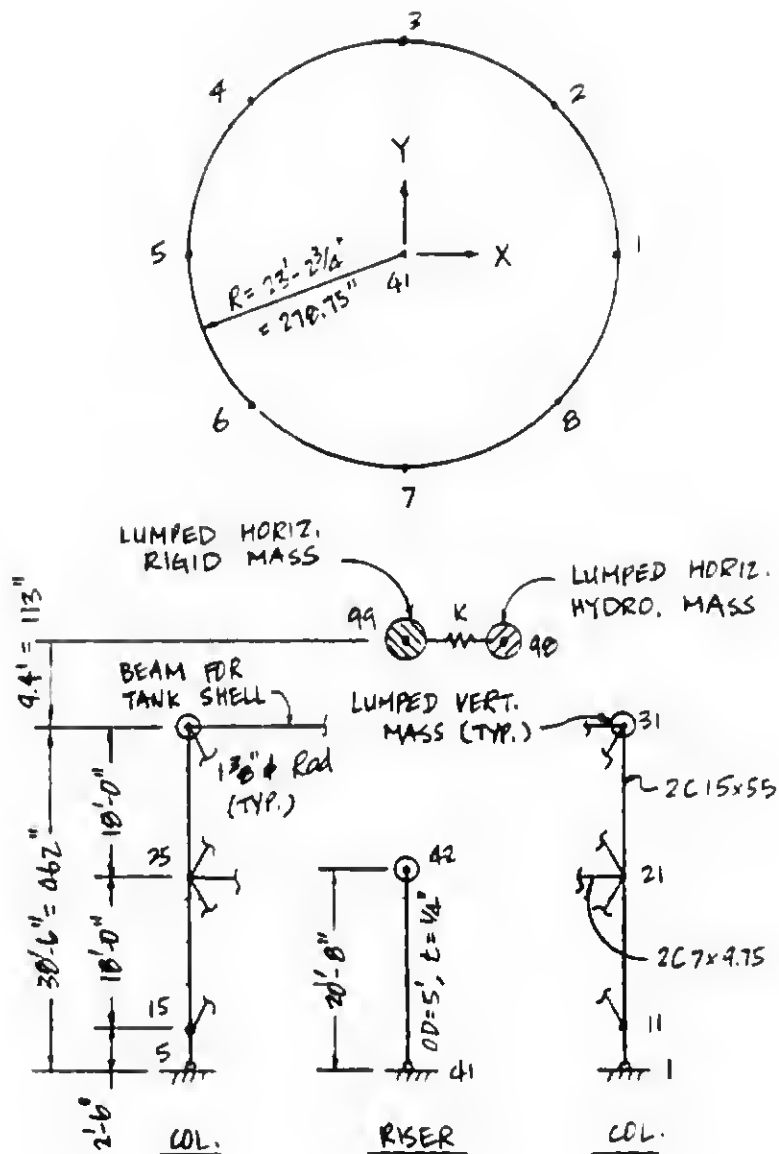 3
4
2
Y
5
X
1
41
R = 23'-2 3/4"
= 278.75"
6
8
7
LUMPED HORIZ.
RIGID MASS
LUMPED HORIZ.
HYDRO. MASS
99
K
98
9.4' = 113"
BEAM FOR
TANK SHELL
LUMPED VERT.
MASS (TYP.)
31
1 3/8" ϕ Rod
(TYP.)
2C15x55
18'-0"
38'-6" = 462"
25
42
21
18'-0"
20'-8"
OD=5', t=1/4"
2C7x9.75
15
11
5
41
1
2'-6"
COL.
RISER
COL.